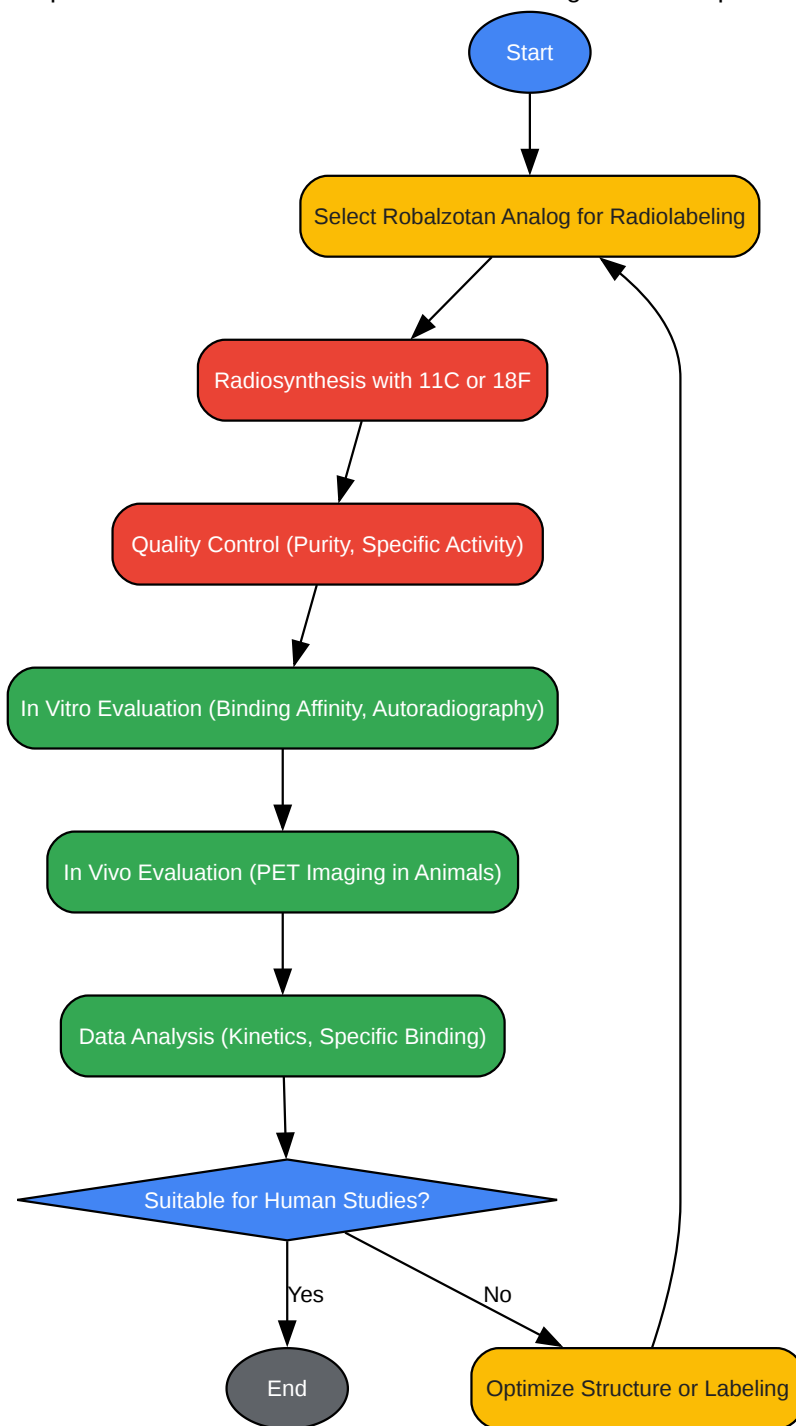 Start
Select Robalzotan Analog for Radiolabeling
Radiosynthesis with 11C or 18F
Quality Control (Purity, Specific Activity)
In Vitro Evaluation (Binding Affinity, Autoradiography)
In Vivo Evaluation (PET Imaging in Animals)
Data Analysis (Kinetics, Specific Binding)
Suitable for Human Studies?
Yes
No
End
Optimize Structure or Labeling